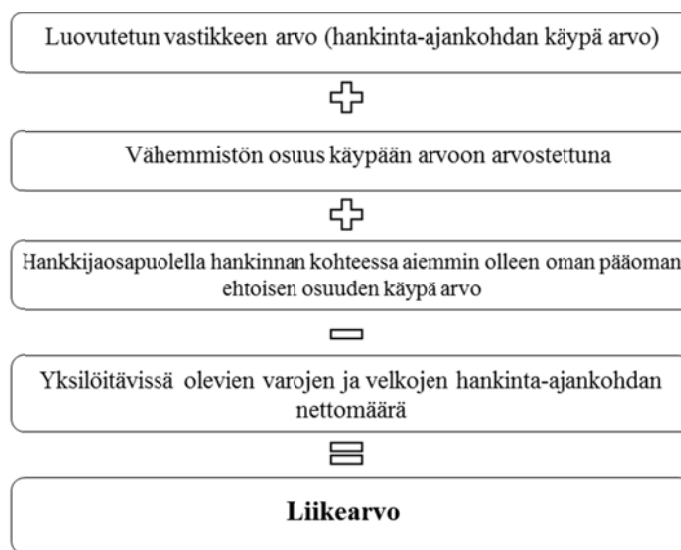 Luovutetun vastikkeen arvo (hankinta-ajankohdan käypä arvo)
Vähemmistön osuus käypään arvoon arvostettuna
Hankkijaosapuolella hankinnan kohteessa aiemmin olleen oman pääoman
ehtoisen osuuden käypä arvo
Yksilöitävissä olevien varojen ja velkojen hankinta-ajankohdan
nettomäärä
Liikearvo